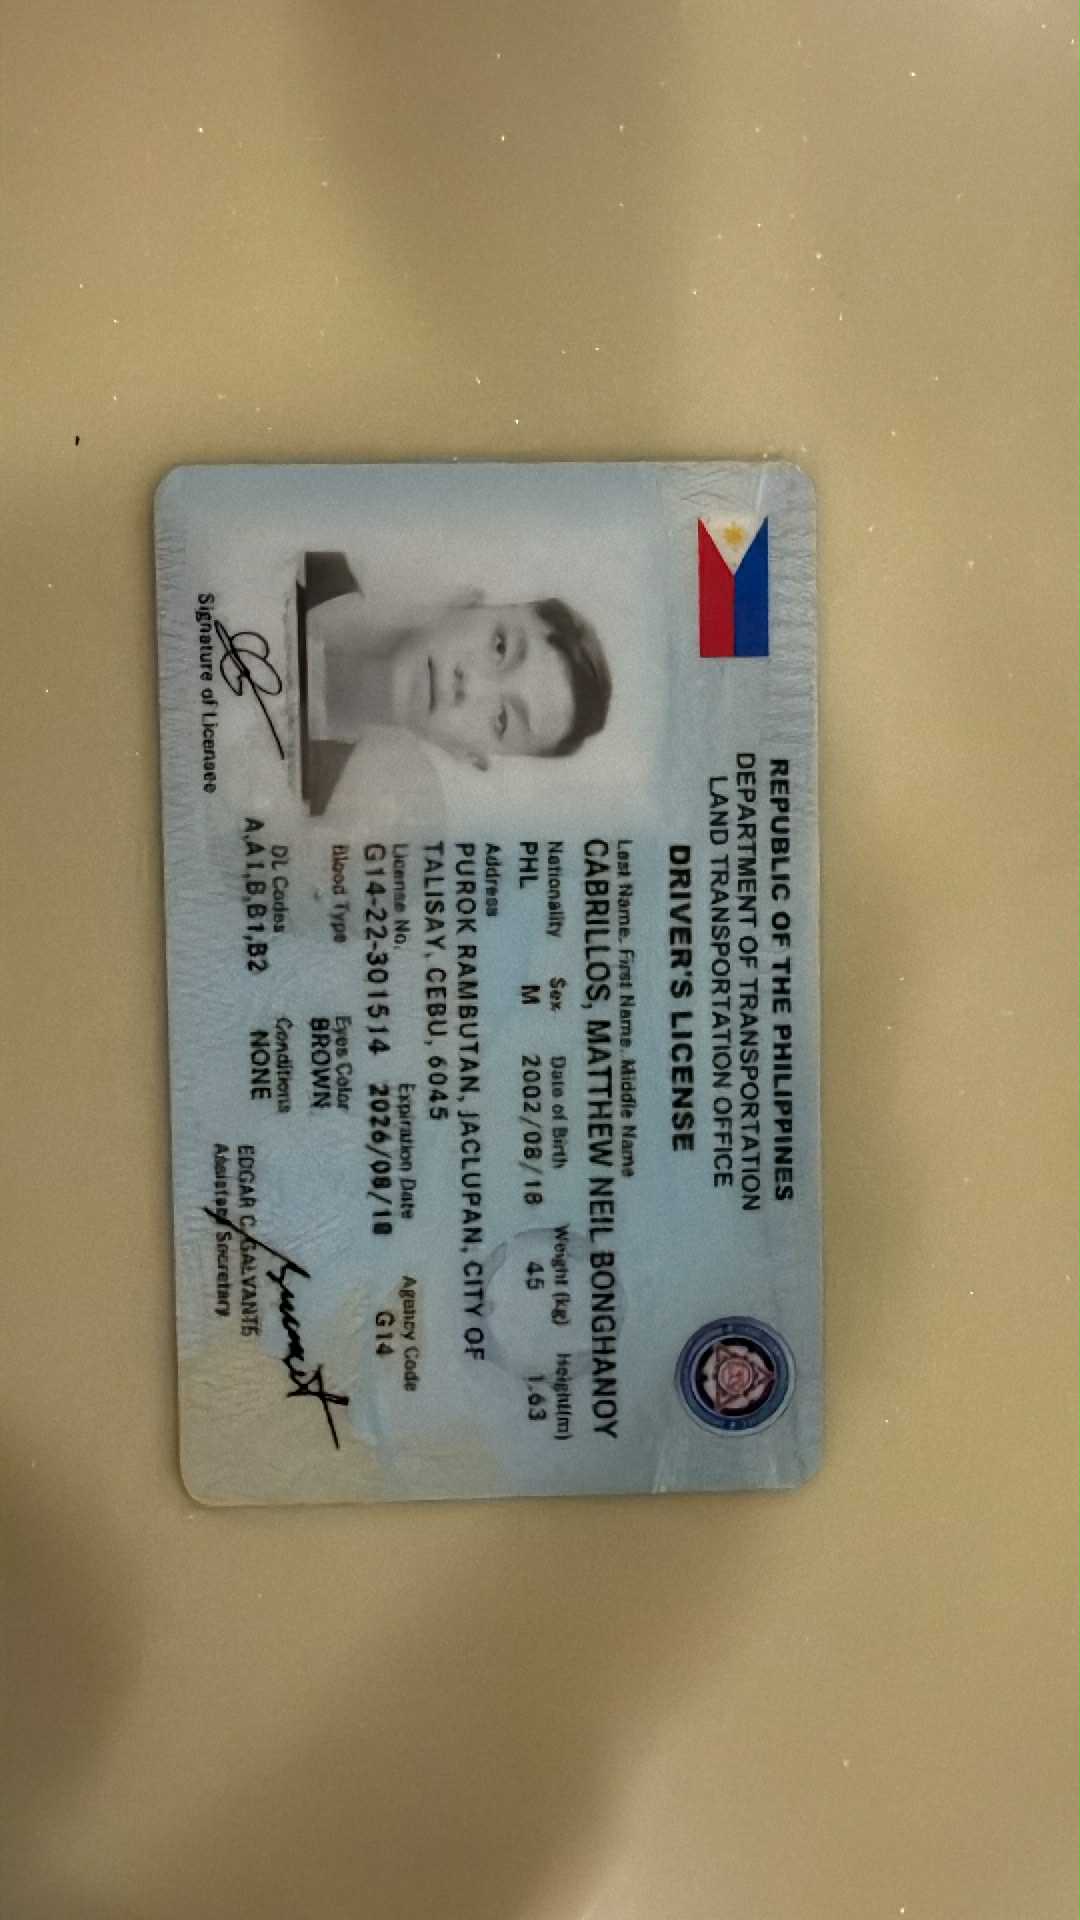 REPUBLIC OF THE PHILIPPINES
DEPARTMENT OF TRANSPORTATION
LAND TRANSPORTATION OFFICE
DRIVER'S LICENSE
Last Name, First Name, Middle Name
CABRILLOS, MATTHEW NEIL BONGHANOY
Nationality Sex Date of Birth Weight (kg) Height(m)
PHL M 2002/08/18 45 1.63
Address
PUROK RAMBUTAN, JACLUPAN, CITY OF
TALISAY, CEBU, 6045
License No. Expiration Date Agency Code
G14-22-301514 2026/08/18 G14
Blood Type Eyes Color
BROWN
DL Codes Conditions
A,A1,B,B1,B2 NONE
EDGAR C. GALVANTE
Assistant Secretary
Signature of Licensee